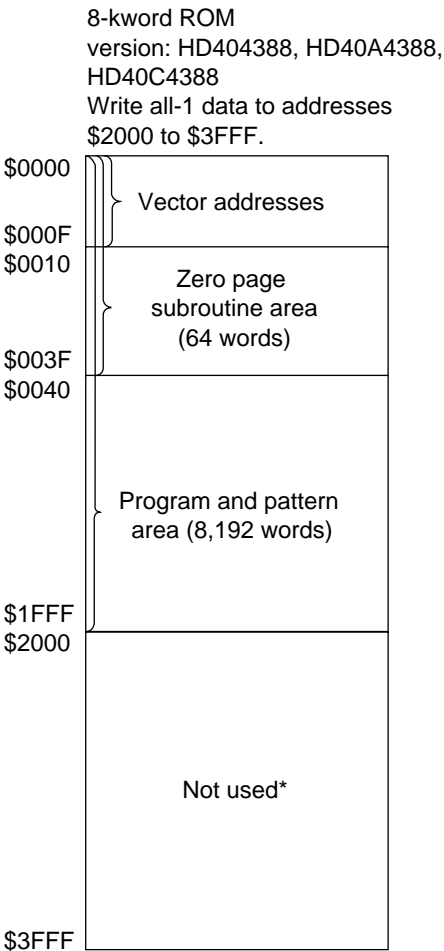 8-kword ROM
version: HD404388, HD40A4388,
HD40C4388
Write all-1 data to addresses
$2000 to $3FFF.
$0000
Vector addresses
$000F
$0010
Zero page
subroutine area
(64 words)
$003F
$0040
Program and pattern
area (8,192 words)
$1FFF
$2000
Not used*
$3FFF